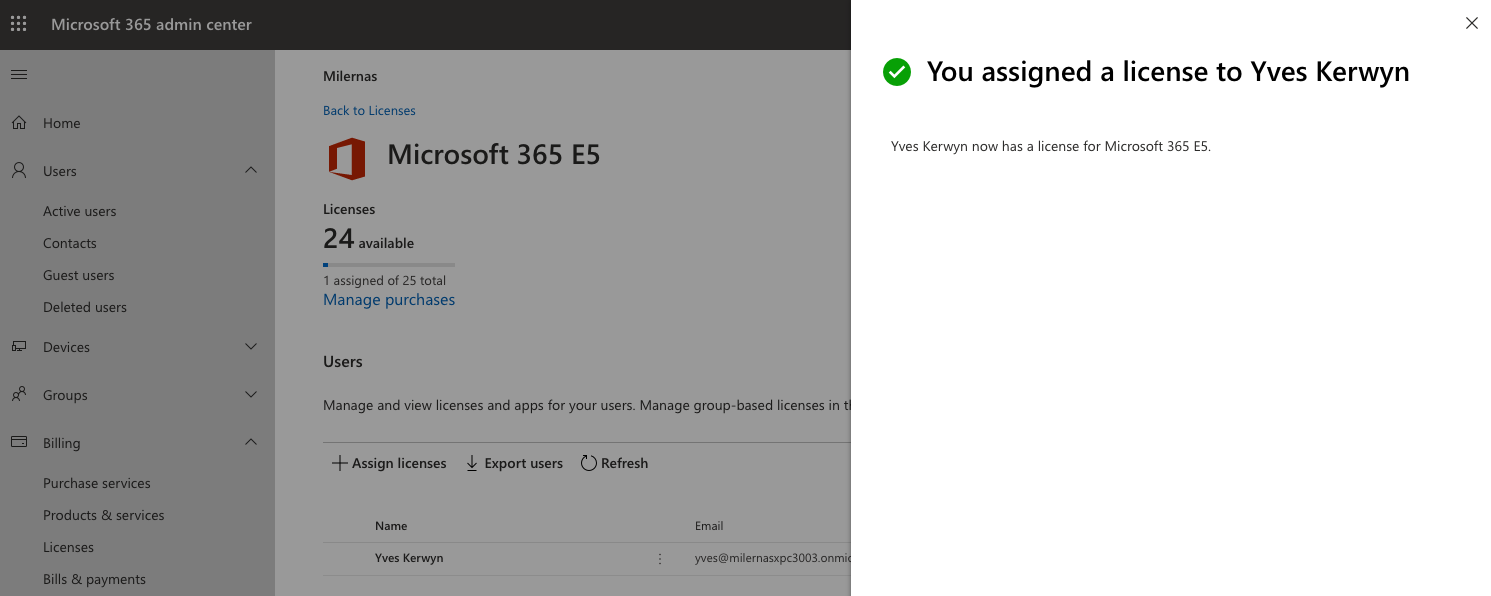 Microsoft 365 admin center
Home
Users
Active users
Contacts
Guest users
Deleted users
Devices
Groups
Billing
Purchase services
Products & services
Licenses
Bills & payments
Milernas
Back to Licenses
Microsoft 365 E5
Licenses
24 available
1 assigned of 25 total
Manage purchases
Users
Manage and view licenses and apps for your users. Manage group-based licenses in
Assign licenses Export users Refresh
Name Email
Yves Kerwyn yves@milernasxpc3003.onmic
You assigned a license to Yves Kerwyn
Yves Kerwyn now has a license for Microsoft 365 E5.